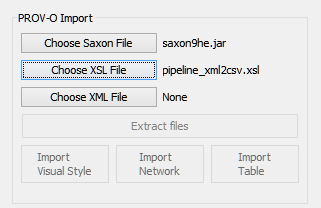 PROV-O Import
Choose Saxon File saxon9he.jar
Choose XSL File pipeline_xml2csv.xsl
Choose XML File None
Extract files
Import Import Import
Visual Style Network Table